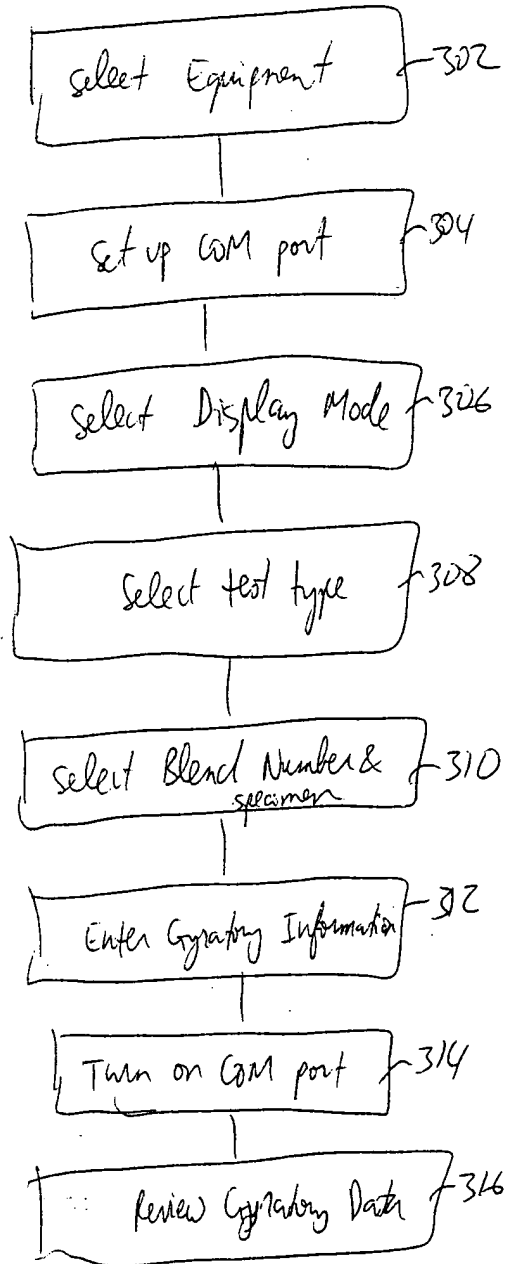 Select Equipment 302
Set up COM port 304
Select Display Mode 306
Select test type 308
Select Blend Number &
specimen 310
Enter Gyratory Information 312
Turn on COM port 314
Review Gyratory Data 316